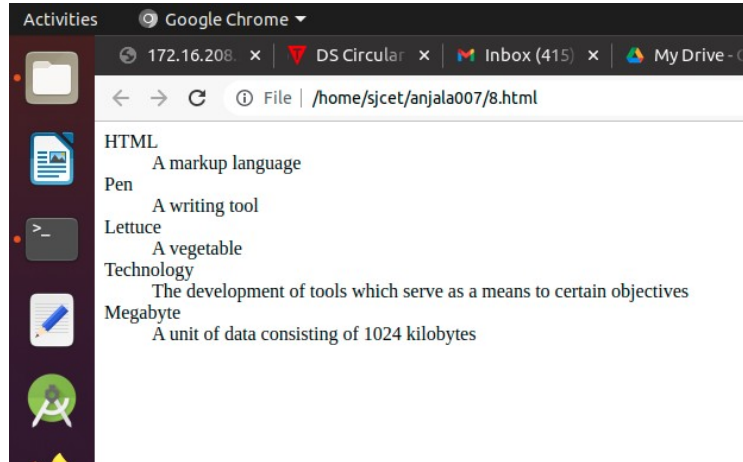 Activities Google Chrome
172.16.208. DS Circular Inbox (415) My Drive -
File | /home/sjcet/anjala007/8.html
HTML
A markup language
Pen
A writing tool
Lettuce
A vegetable
Technology
The development of tools which serve as a means to certain objectives
Megabyte
A unit of data consisting of 1024 kilobytes